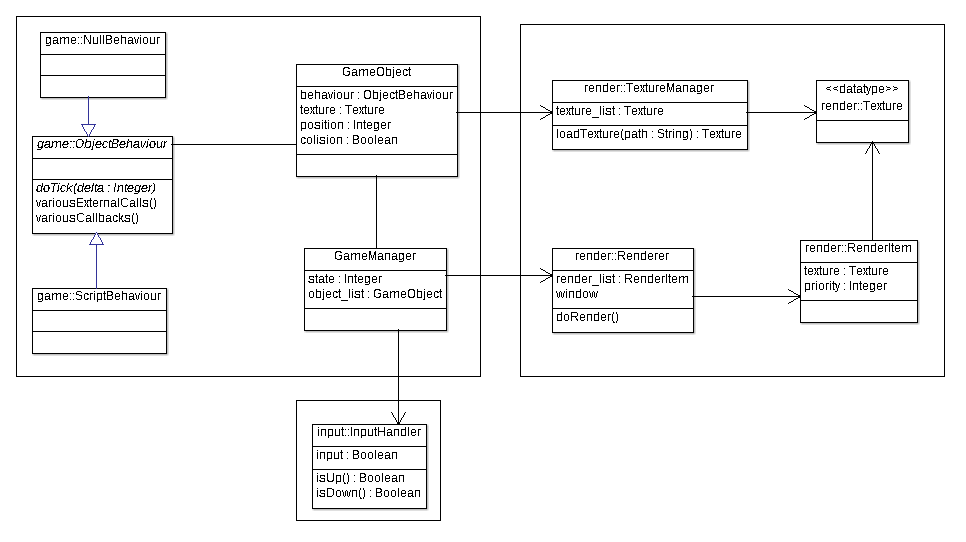 game::NullBehaviour
game::ObjectBehaviour
doTick(delta : Integer)
variousExternalCalls()
variousCallbacks()
game::ScriptBehaviour
GameObject
behaviour : ObjectBehaviour
texture : Texture
position : Integer
colision : Boolean
GameManager
state : Integer
object_list : GameObject
input::InputHandler
input : Boolean
isUp() : Boolean
isDown() : Boolean
render::TextureManager
texture_list : Texture
loadTexture(path : String) : Texture
<<datatype>>
render::Texture
render::Renderer
render_list : RenderItem
window
doRender()
render::RenderItem
texture : Texture
priority : Integer